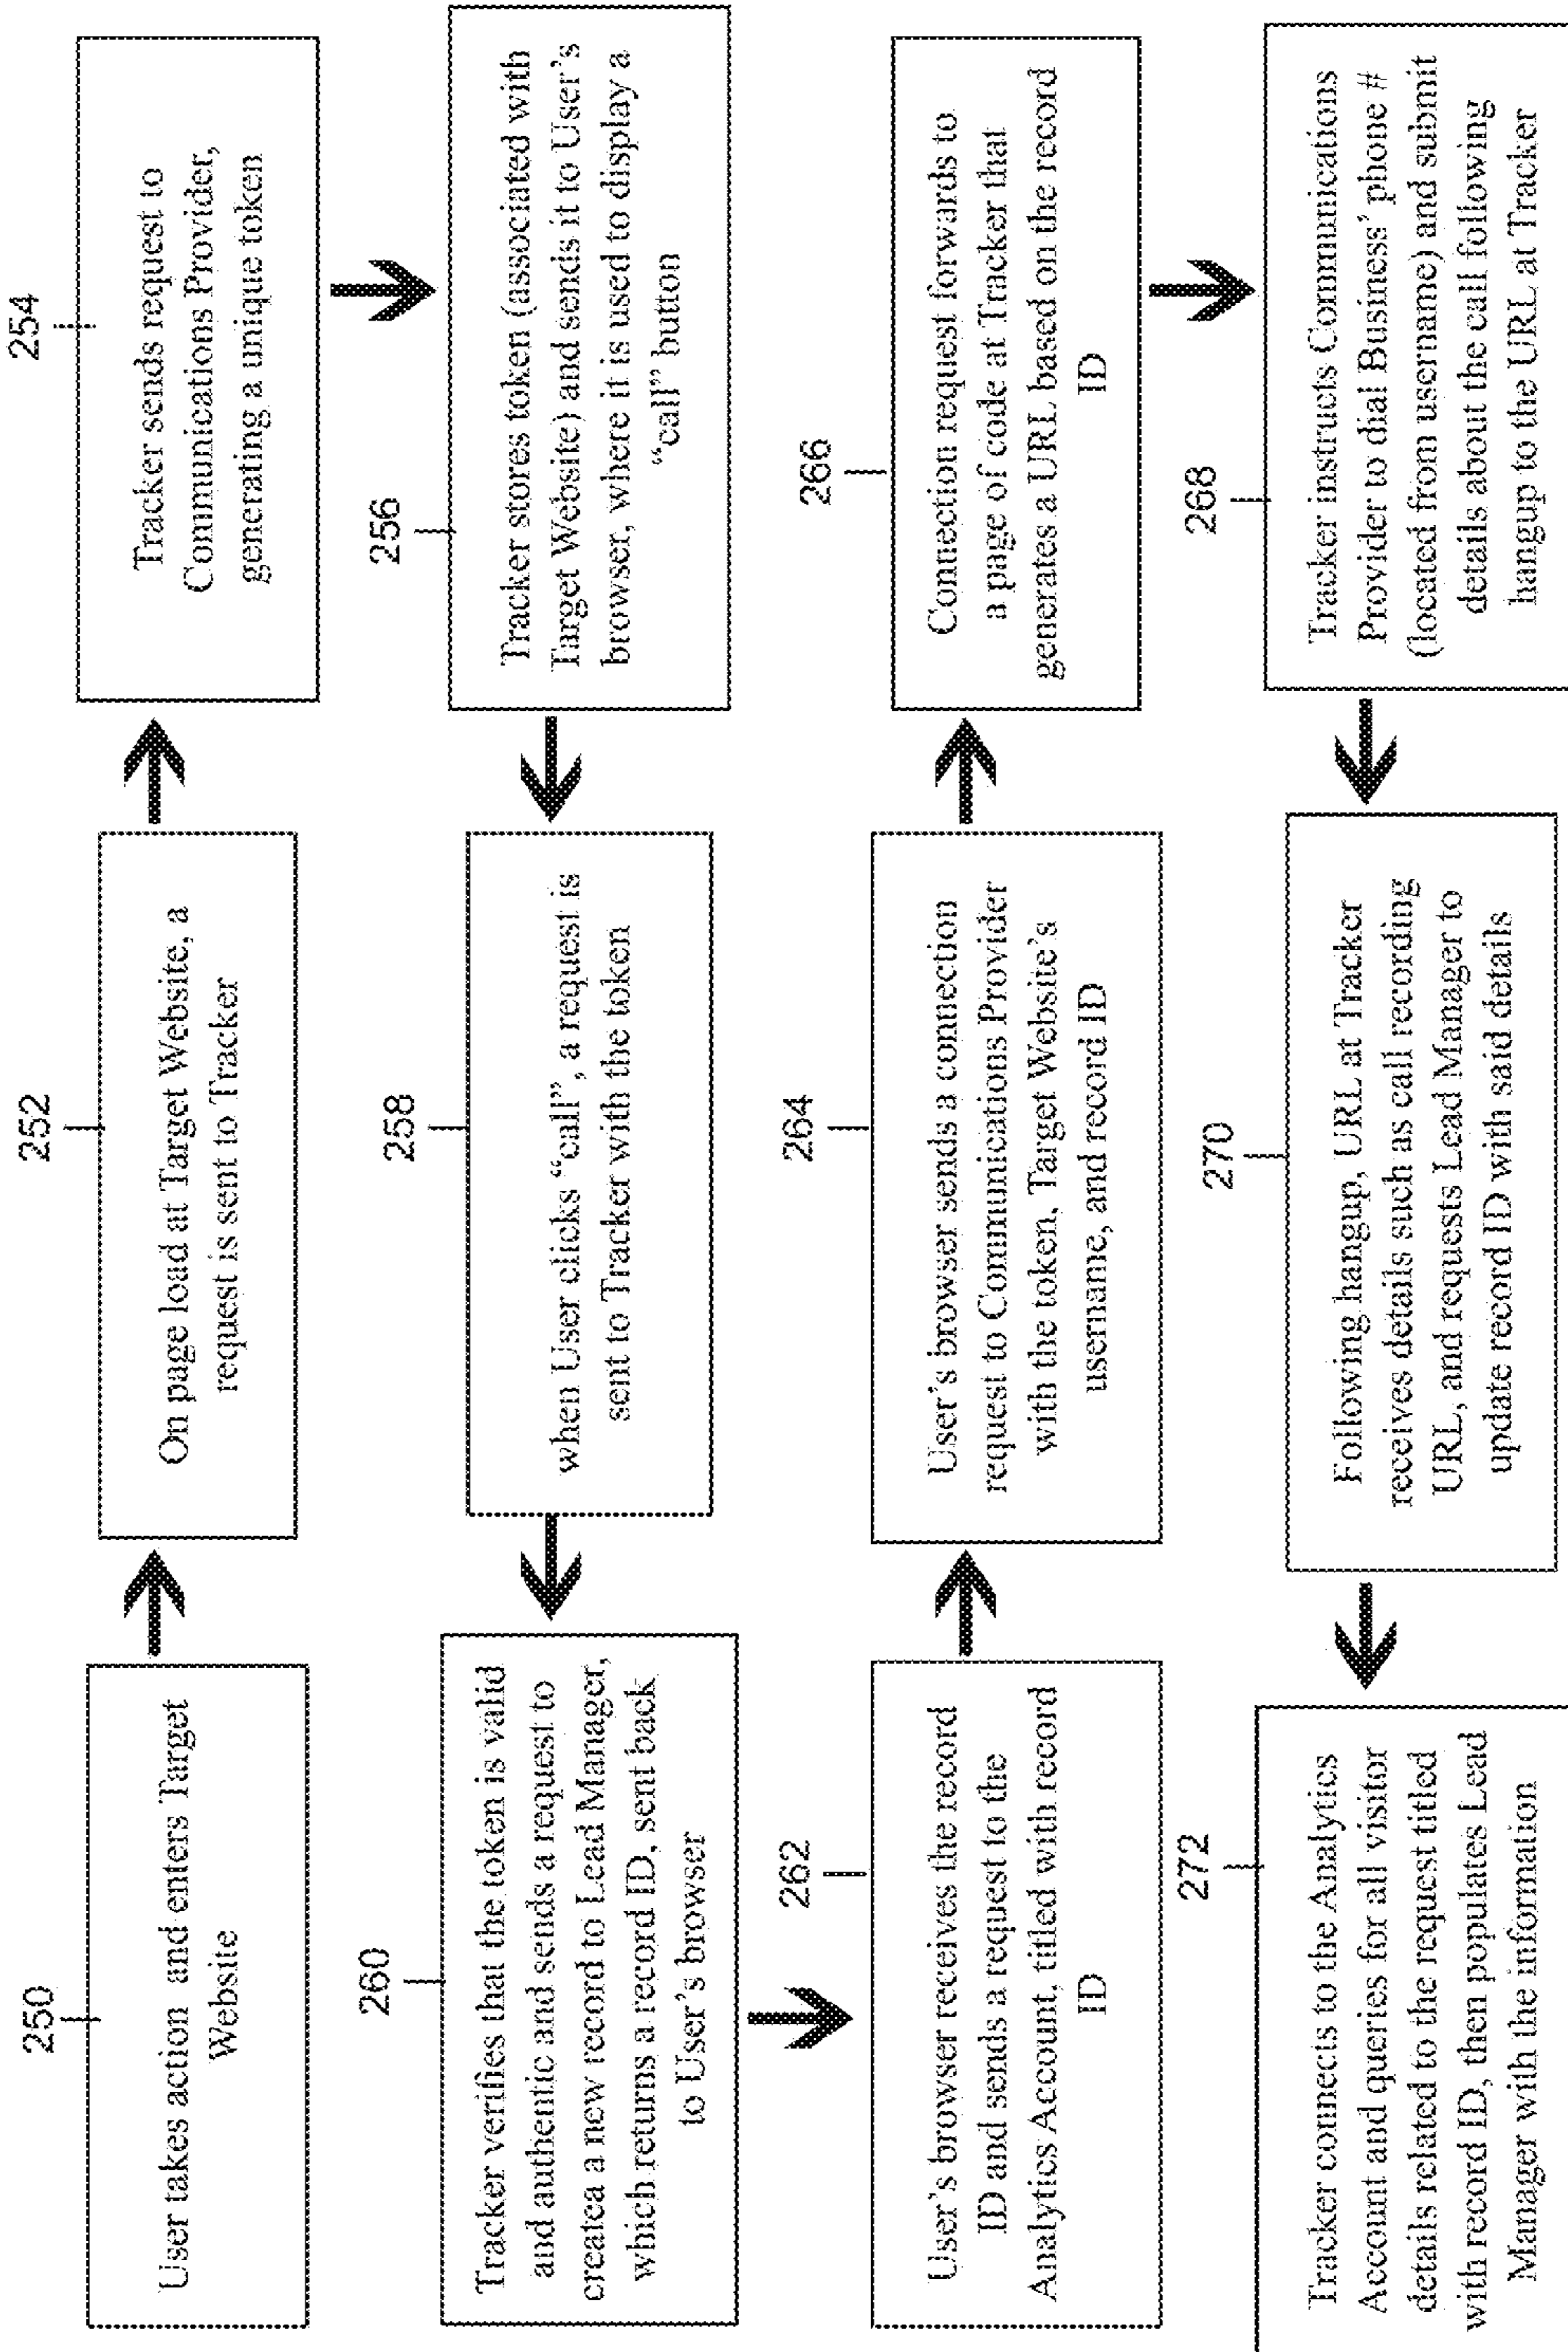 250
User takes action and enters Target
Website
252
On page load at Target Website, a
request is sent to Tracker
254
Tracker sends request to
Communications Provider,
generating a unique token
256
Tracker stores token (associated with
Target Website) and sends it to User's
browser, where it is used to display a
"call" button
258
when User clicks "call", a request is
sent to Tracker with the token
260
Tracker verifies that the token is valid
and authentic and sends a request to
createa a new record to Lead Manager,
which returns a record ID, sent back
to User's browser
262
User's browser receives the record
ID and sends a request to the
Analytics Account, titled with record
ID
264
User's browser sends a connection
request to Communications Provider
with the token, Target Website's
username, and record ID
266
Connection request forwards to
a page of code at Tracker that
generates a URL based on the record
ID
268
Tracker instructs Communications
Provider to dial Business' phone #
(located from username) and submit
details about the call following
hangup to the URL at Tracker
270
Following hangup, URL at Tracker
receives details such as call recording
URL, and requests Lead Manager to
update record ID with said details
272
Tracker connects to the Analytics
Account and queries for all visitor
details related to the request titled
with record ID, then populates Lead
Manager with the information